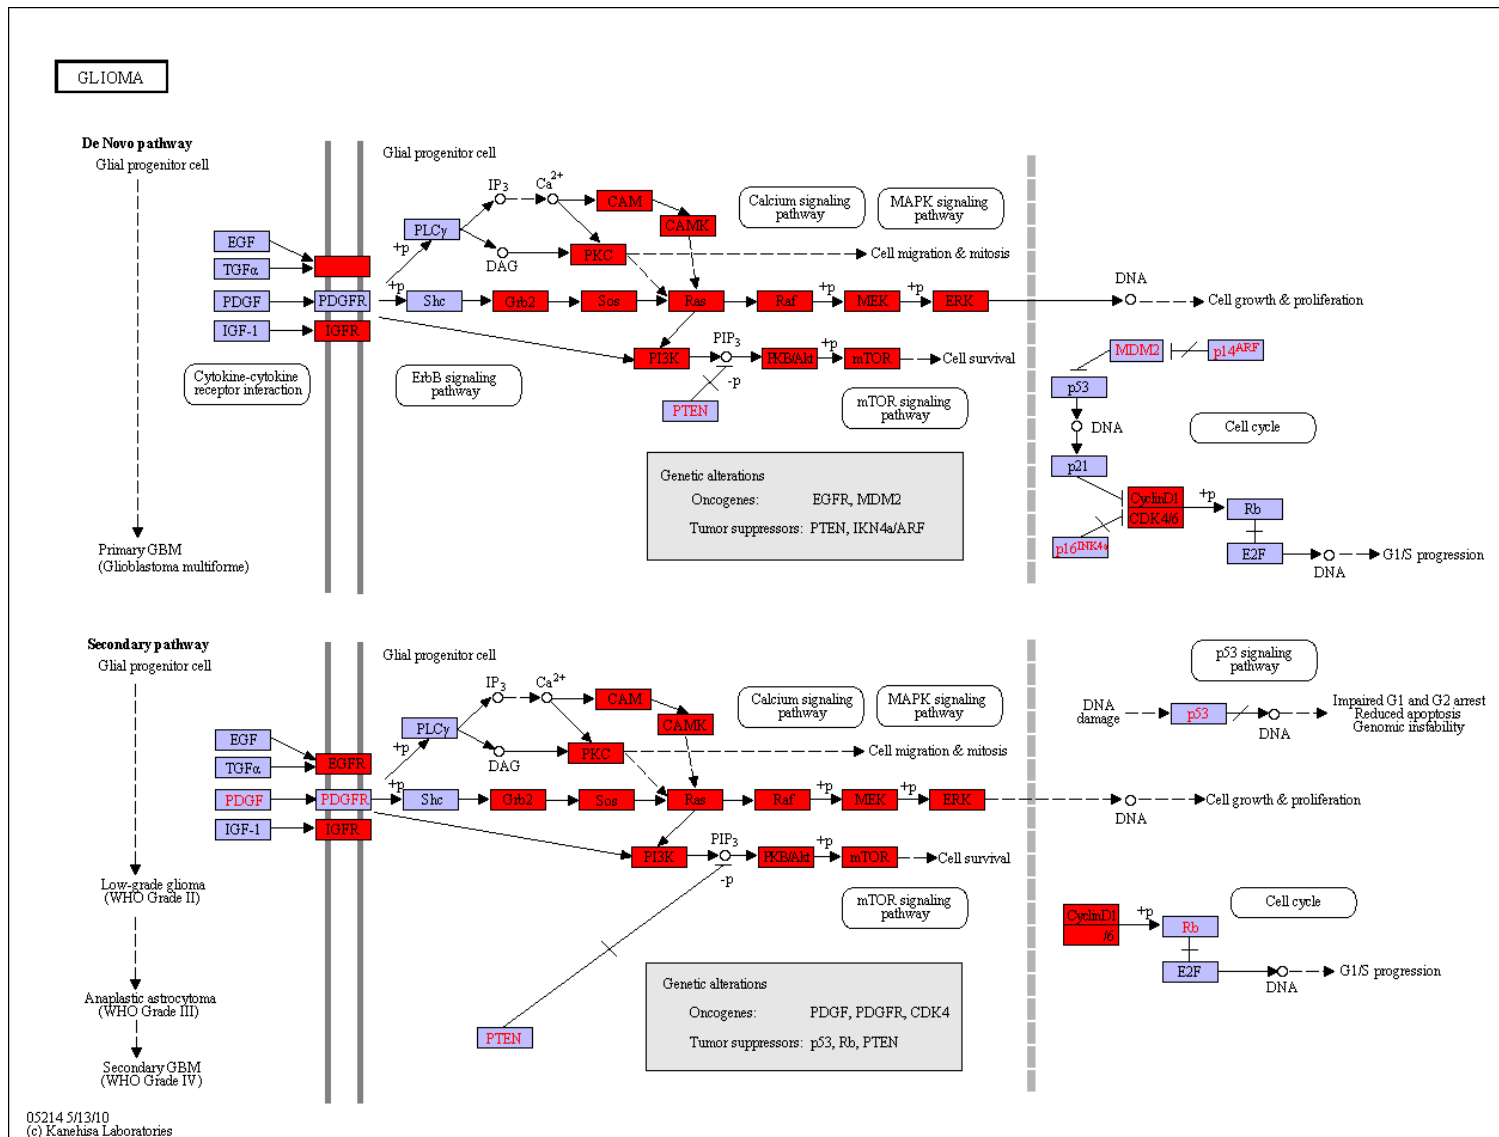 GLIOMA
De Novo pathway
Glial progenitor cell
Glial progenitor cell
IP3
Ca2+
CAM
CAMK
Calcium signaling
pathway
MAPK signaling
pathway
EGF
TGFα
PLCγ
+p
DAG
PKC
Cell migration & mitosis
PDGF
PDGFR
+p
Shc
Grb2
Sos
Ras
Raf
+p
MEK
+p
ERK
DNA
Cell growth & proliferation
IGF-1
IGFR
PI3K
PIP3
PKB/Akt
+p
mTOR
Cell survival
-p
PTEN
MDM2
p14ARF
p53
DNA
p21
Cytokine-cytokine
receptor interaction
ErbB signaling
pathway
mTOR signaling
pathway
Cell cycle
Genetic alterations
Oncogenes: EGFR, MDM2
Tumor suppressors: PTEN, IKN4a/ARF
CyclinD1
CDK4/6
+p
Rb
p16INK4a
E2F
DNA
G1/S progression
Primary GBM
(Glioblastoma multiforme)
Secondary pathway
Glial progenitor cell
Glial progenitor cell
IP3
Ca2+
CAM
CAMK
Calcium signaling
pathway
MAPK signaling
pathway
p53 signaling
pathway
DNA
damage
p53
DNA
Impaired G1 and G2 arrest
Reduced apoptosis
Genomic instability
EGF
TGFα
EGFR
PLCγ
+p
DAG
PKC
Cell migration & mitosis
PDGF
PDGFR
+p
Shc
Grb2
Sos
Ras
Raf
+p
MEK
+p
ERK
DNA
Cell growth & proliferation
IGF-1
IGFR
PI3K
PIP3
PKB/Akt
+p
mTOR
Cell survival
-p
PTEN
mTOR signaling
pathway
Low-grade glioma
(WHO Grade II)
CyclinD1
/6
+p
Rb
Cell cycle
E2F
DNA
G1/S progression
Genetic alterations
Oncogenes: PDGF, PDGFR, CDK4
Tumor suppressors: p53, Rb, PTEN
Anaplastic astrocytoma
(WHO Grade III)
Secondary GBM
(WHO Grade IV)
05214 5/13/10
(c) Kanehisa Laboratories